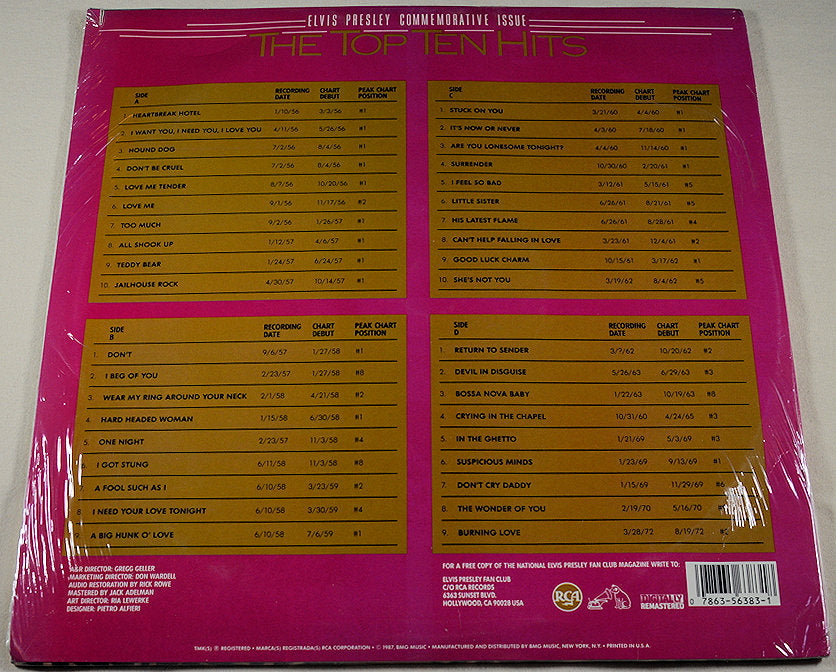 ELVIS PRESLEY COMMEMORATIVE ISSUE
THE TOP TEN HITS
SIDE A RECORDING DATE CHART DEBUT PEAK CHART POSITION
1. HEARTBREAK HOTEL 1/10/56 3/3/56 #1
2. I WANT YOU, I NEED YOU, I LOVE YOU 4/11/56 5/26/56 #1
3. HOUND DOG 7/2/56 8/4/56 #1
4. DON'T BE CRUEL 7/2/56 8/4/56 #1
5. LOVE ME TENDER 8/?/56 10/20/56 #1
6. LOVE ME 9/1/56 11/17/56 #2
7. TOO MUCH 9/2/56 1/26/57 #1
8. ALL SHOOK UP 1/12/57 4/6/57 #1
9. TEDDY BEAR 1/24/57 6/24/57 #1
10. JAILHOUSE ROCK 4/30/57 10/14/57 #1
SIDE C RECORDING DATE CHART DEBUT PEAK CHART POSITION
1. STUCK ON YOU 3/21/60 4/4/60 #1
2. IT'S NOW OR NEVER 4/3/60 7/18/60 #1
3. ARE YOU LONESOME TONIGHT? 4/4/60 11/14/60 #1
4. SURRENDER 10/30/60 2/20/61 #1
5. I FEEL SO BAD 3/12/61 5/15/61 #5
6. LITTLE SISTER 6/26/61 8/21/61 #5
7. HIS LATEST FLAME 6/26/61 8/28/61 #4
8. CAN'T HELP FALLING IN LOVE 3/23/61 12/4/61 #2
9. GOOD LUCK CHARM 10/15/61 3/17/62 #1
10. SHE'S NOT YOU 3/19/62 8/4/62 #5
SIDE B RECORDING DATE CHART DEBUT PEAK CHART POSITION
1. DON'T 9/6/57 1/27/58 #1
2. I BEG OF YOU 2/23/57 1/27/58 #8
3. WEAR MY RING AROUND YOUR NECK 2/1/58 4/21/58 #2
4. HARD HEADED WOMAN 1/15/58 6/30/58 #1
5. ONE NIGHT 2/23/57 11/3/58 #4
6. I GOT STUNG 6/11/58 11/3/58 #8
A FOOL SUCH AS I 6/10/58 3/23/59 #2
8. I NEED YOUR LOVE TONIGHT 6/10/58 3/30/59 #4
9. A BIG HUNK O' LOVE 6/10/58 7/6/59 #1
SIDE D RECORDING DATE CHART DEBUT PEAK CHART POSITION
1. RETURN TO SENDER 3/?/62 10/20/62 #2
2. DEVIL IN DISGUISE 5/26/63 6/29/63 #3
3. BOSSA NOVA BABY 1/22/63 10/19/63 #8
4. CRYING IN THE CHAPEL 10/31/60 4/24/65 #3
5. IN THE GHETTO 1/21/69 5/3/69 #3
6. SUSPICIOUS MINDS 1/23/69 9/13/69 #1
7. DON'T CRY DADDY 1/15/69 11/29/69 #6
8. THE WONDER OF YOU 2/19/70 5/16/70
9. BURNING LOVE 3/28/72 8/19/72
A&R DIRECTOR: GREGG GELLER
MARKETING DIRECTOR: DON WARDELL
AUDIO RESTORATION BY RICK ROWE
MASTERED BY JACK ADELMAN
ART DIRECTOR: RIA LEWERKE
DESIGNER: PIETRO ALFIERI
FOR A FREE COPY OF THE NATIONAL ELVIS PRESLEY FAN CLUB MAGAZINE WRITE TO:
ELVIS PRESLEY FAN CLUB
C/O RCA RECORDS
6363 SUNSET BLVD.
HOLLYWOOD, CA 90028 USA
RCA
DIGITALLY
REMASTERED
0 7863-56383-1
TMK(S) ® REGISTERED • MARCA(S) REGISTRADA(S) RCA CORPORATION • © 1987, BMG MUSIC • MANUFACTURED AND DISTRIBUTED BY BMG MUSIC, NEW YORK, N.Y. • PRINTED IN U.S.A.